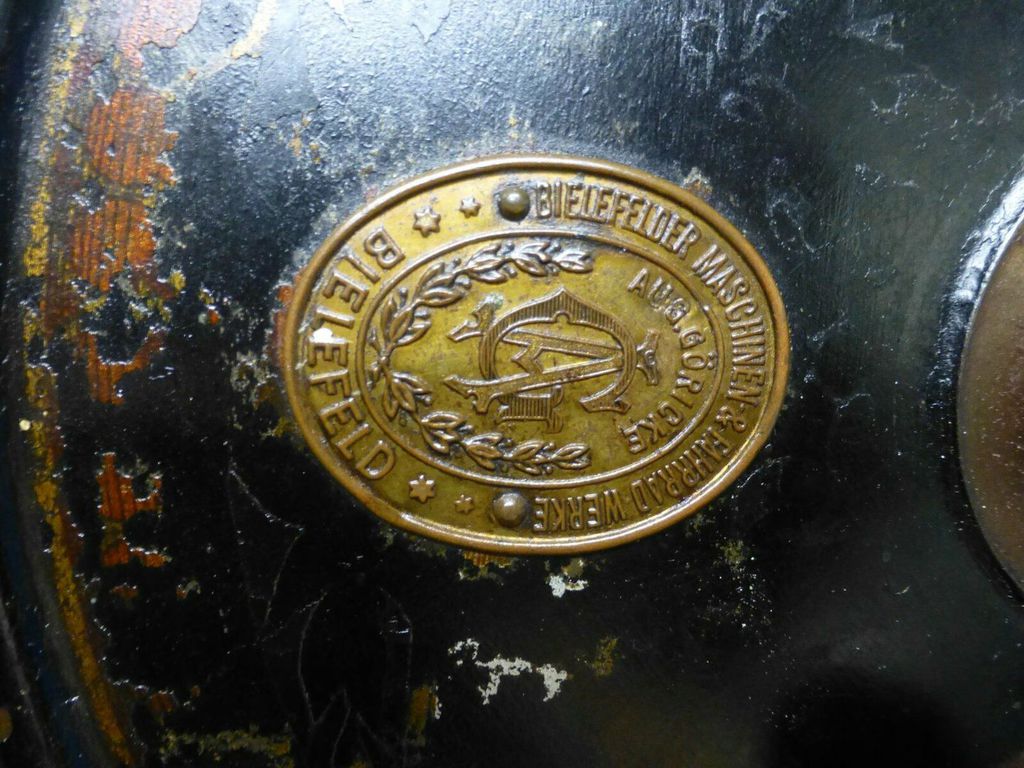 BIELEFELDER MASCHINEN- & FAHRRAD-WERKE
AUG. GÖRICKE
BIELEFELD